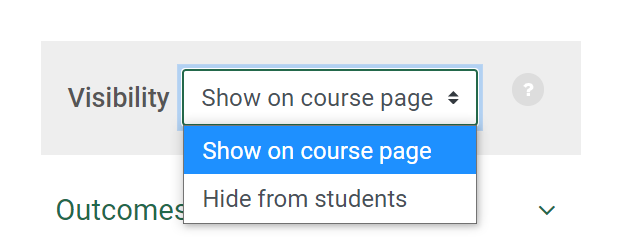 Visibility Show on course page ?
Show on course page
Hide from students
Outcomes